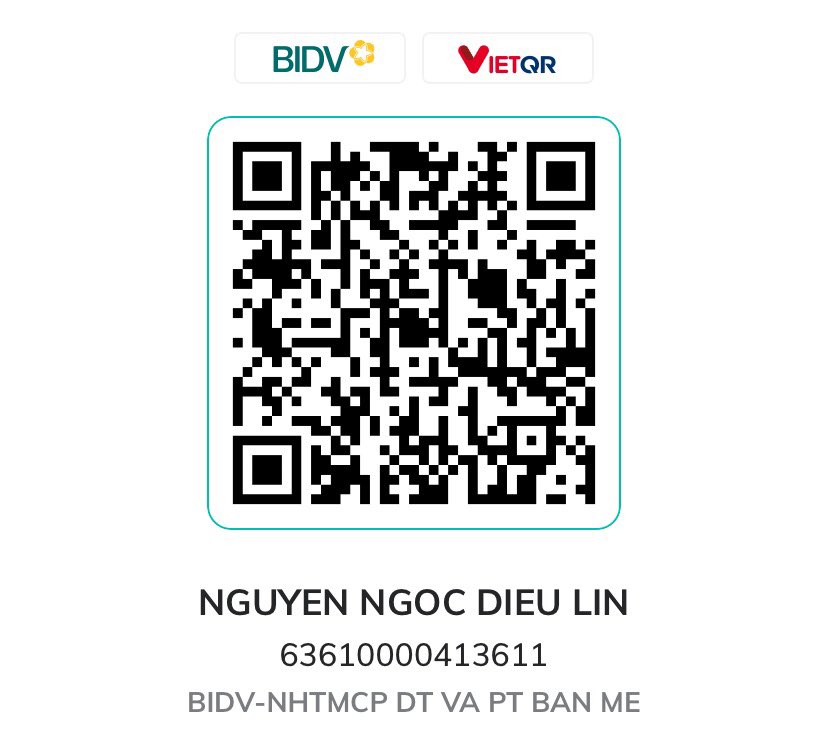 BIDV VIETQR
NGUYEN NGOC DIEU LIN
63610000413611
BIDV-NHTMCP DT VA PT BAN ME